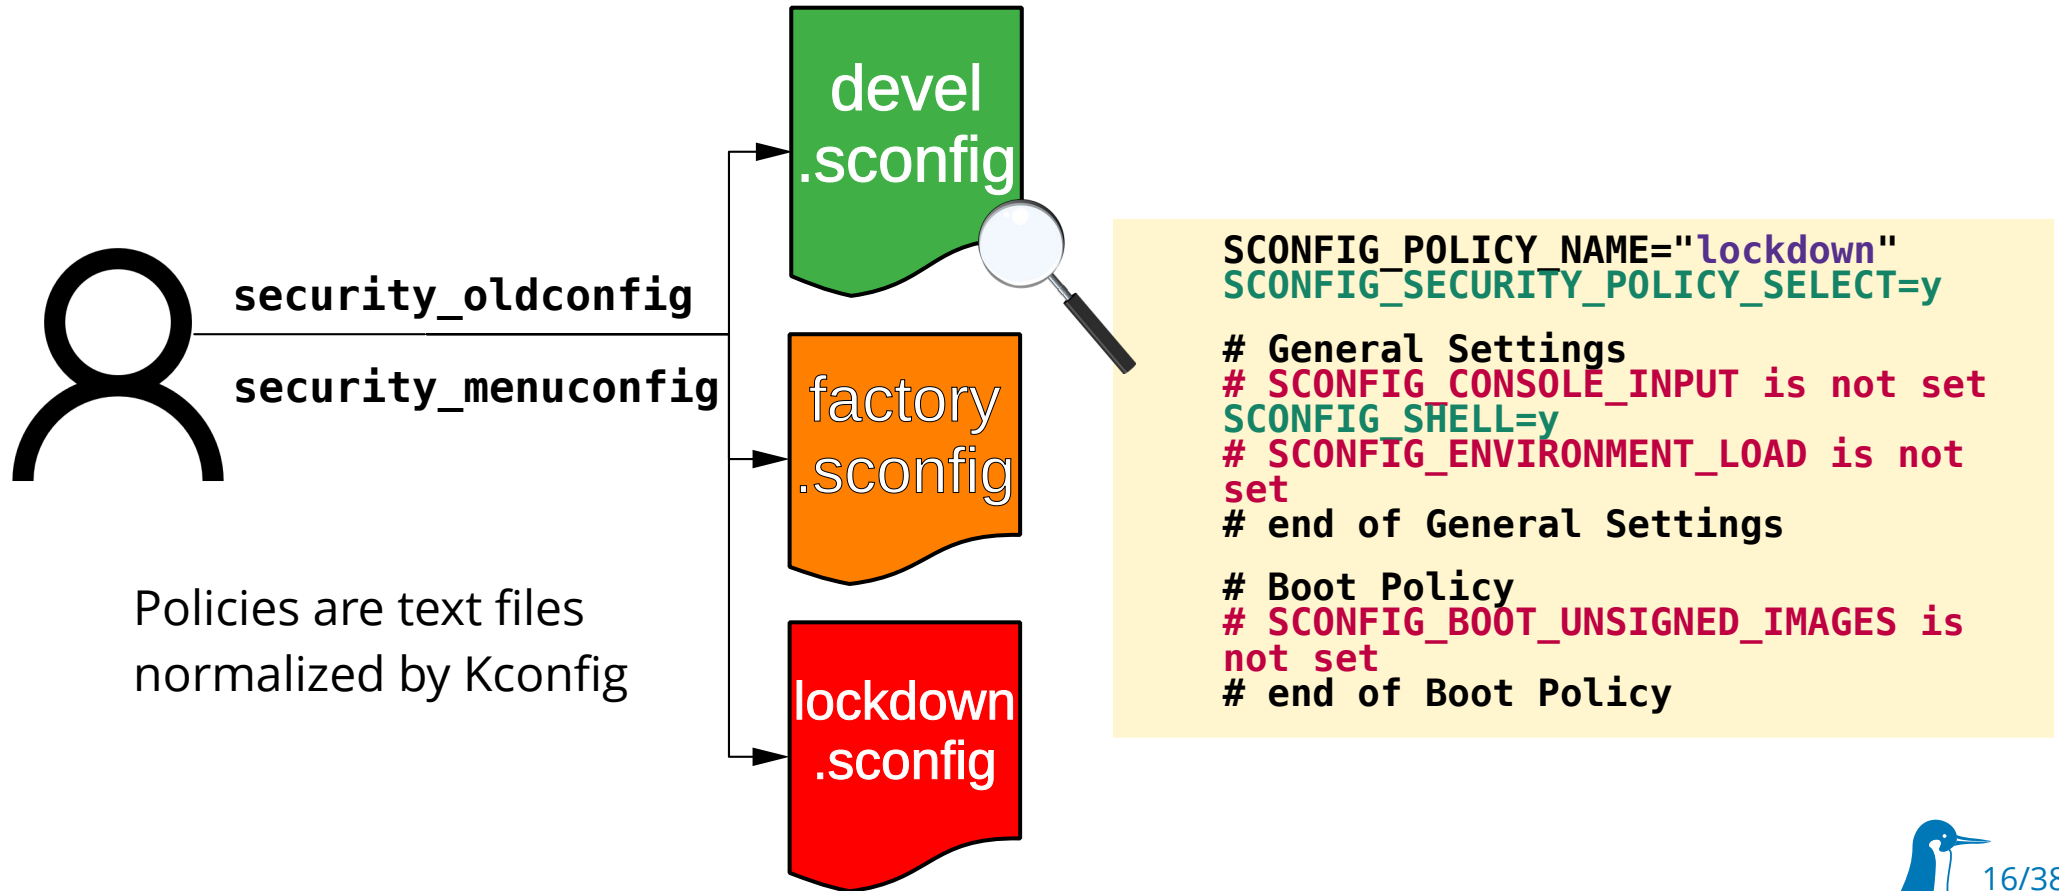 devel
.sconfig
security_oldconfig
security_menuconfig
factory
.sconfig
Policies are text files
normalized by Kconfig
lockdown
.sconfig
SCONFIG_POLICY_NAME="lockdown"
SCONFIG_SECURITY_POLICY_SELECT=y
# General Settings
# SCONFIG_CONSOLE_INPUT is not set
SCONFIG_SHELL=y
# SCONFIG_ENVIRONMENT_LOAD is not
set
# end of General Settings
# Boot Policy
# SCONFIG_BOOT_UNSIGNED_IMAGES is
not set
# end of Boot Policy
16/38